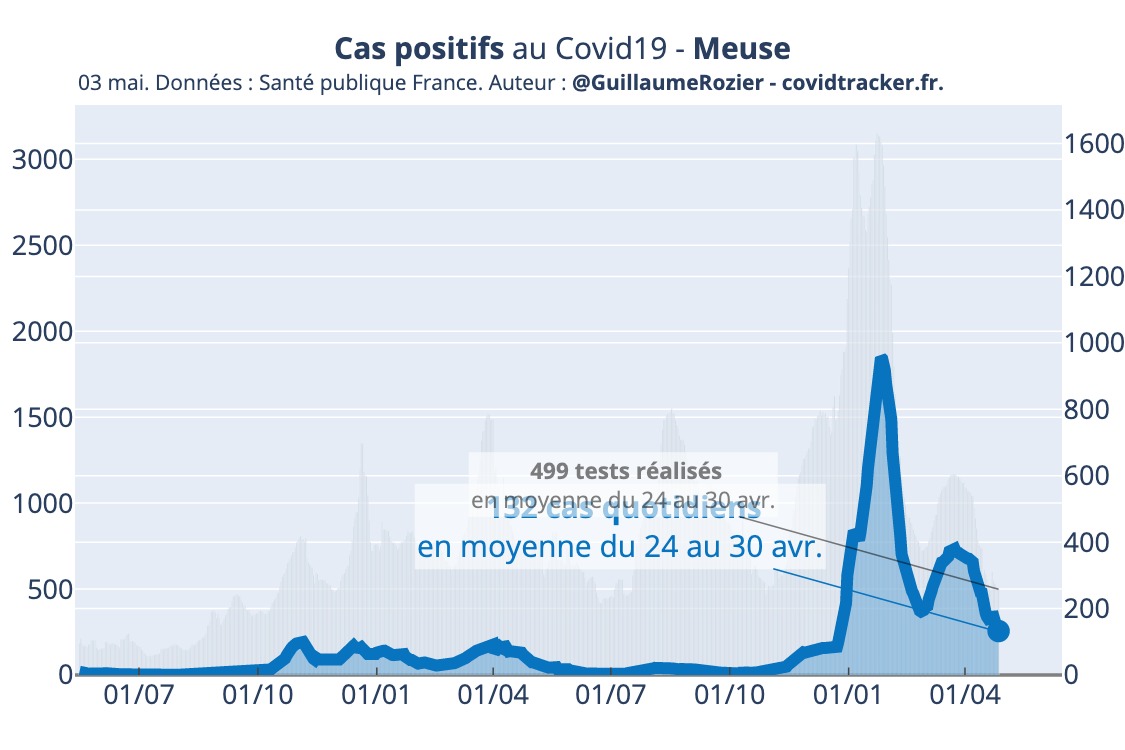 Cas positifs au Covid19 - Meuse
03 mai. Données : Santé publique France. Auteur : @GuillaumeRozier - covidtracker.fr.
3000
2500
2000
1500
1000
500
0
1600
1400
1200
1000
800
600
400
200
0
499 tests réalisés
en moyenne du 24 au 30 avr.
132 cas quotidiens
en moyenne du 24 au 30 avr.
01/07 01/10 01/01 01/04 01/07 01/10 01/01 01/04